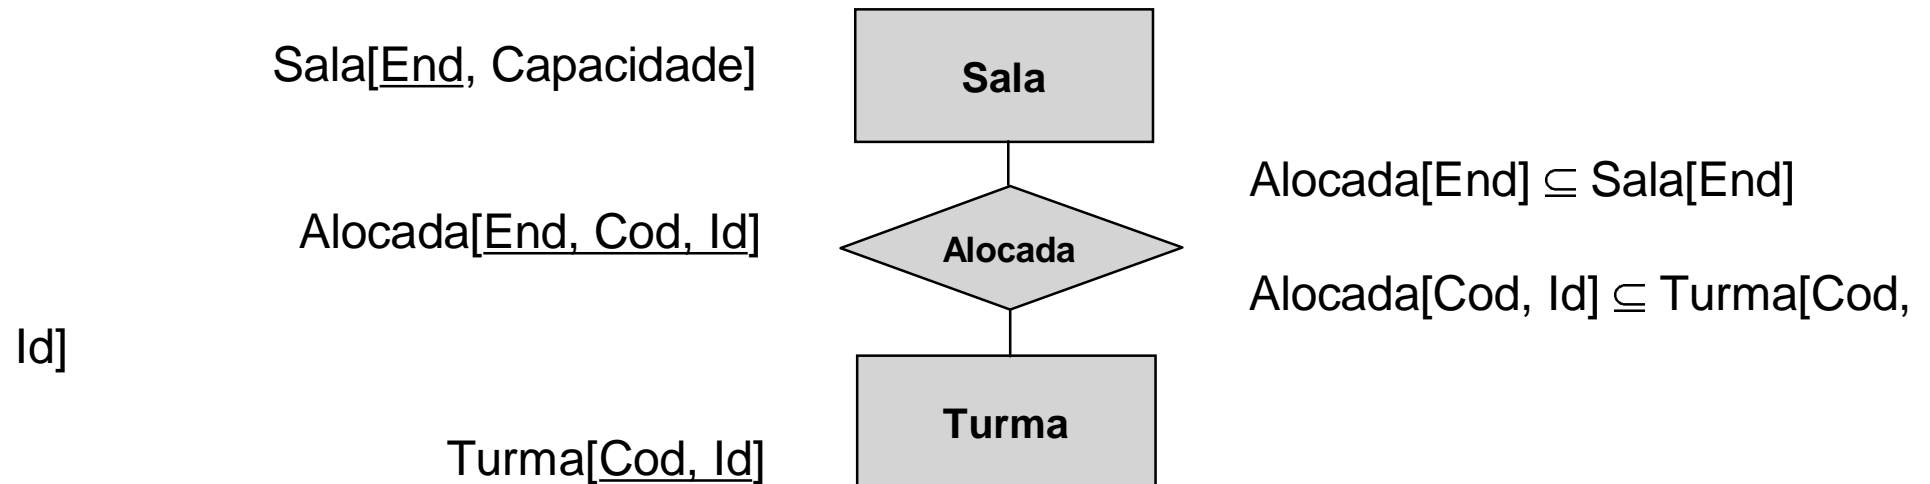 Sala[End, Capacidade]
Sala
Alocada[End] ⊆ Sala[End]
Alocada[End, Cod, Id]
Alocada
Alocada[Cod, Id] ⊆ Turma[Cod,
Id]
Turma
Turma[Cod, Id]